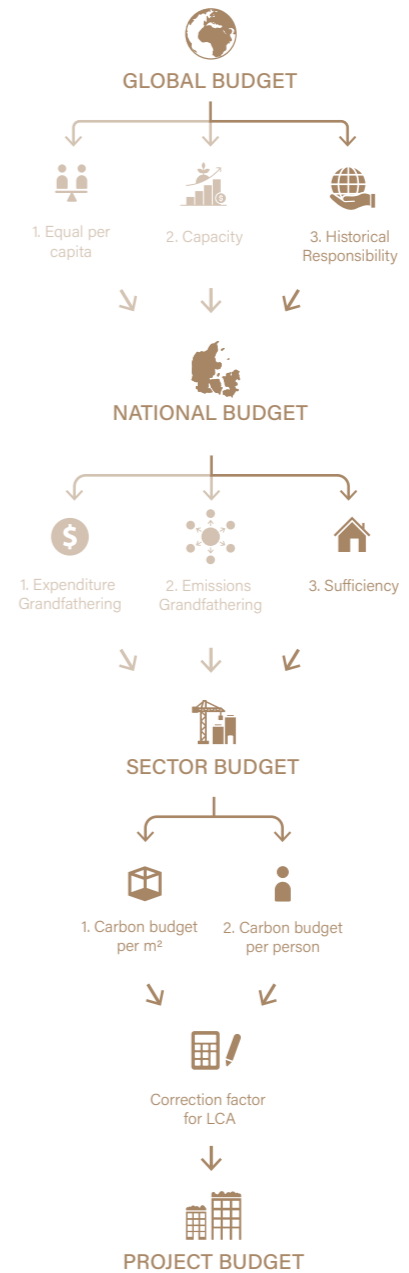 GLOBAL BUDGET
1. Equal per
capita
2. Capacity
3. Historical
Responsibility
NATIONAL BUDGET
1. Expenditure
Grandfathering
2. Emissions
Grandfathering
3. Sufficiency
SECTOR BUDGET
1. Carbon budget
per m²
2. Carbon budget
per person
Correction factor
for LCA
PROJECT BUDGET